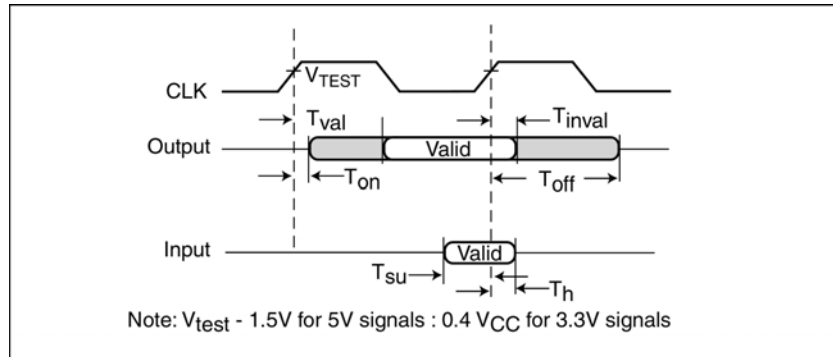 VTEST
CLK
Tval
Tinval
Output
Valid
Ton
Toff
Input
Valid
Tsu
Th
Note: Vtest - 1.5V for 5V signals : 0.4 VCC for 3.3V signals